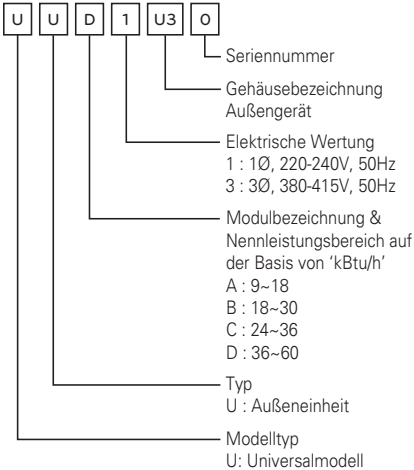 U U D 1 U3 0
Seriennummer
Gehäusebezeichnung
Außengerät
Elektrische Wertung
1 : 1Ø, 220-240V, 50Hz
3 : 3Ø, 380-415V, 50Hz
Modulbezeichnung &
Nennleistungsbereich auf
der Basis von ‘kBtu/h’
A : 9~18
B : 18~30
C : 24~36
D : 36~60
Typ
U : Außeneinheit
Modelltyp
U: Universalmodell